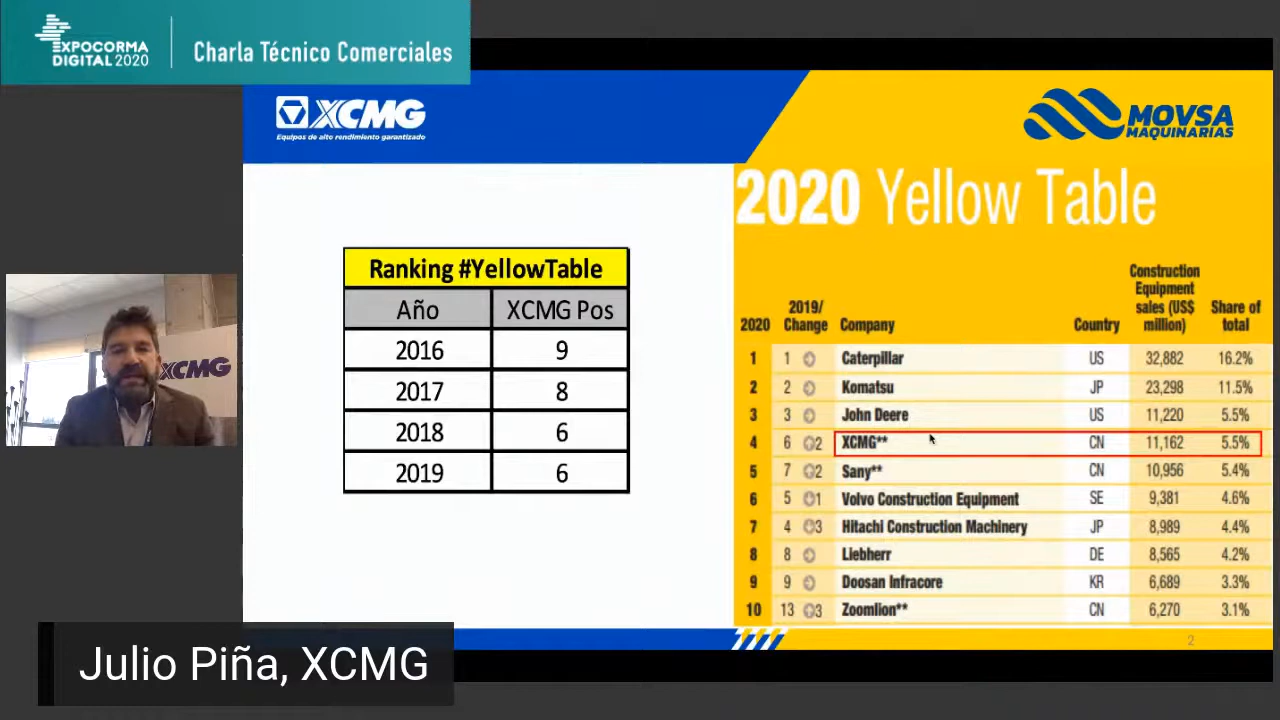 EXPOCORMA
DIGITAL 2020
Charla Técnico Comerciales
XCMG
Equipos de alto rendimiento garantizado
MOVSA
MAQUINARIAS
2020 Yellow Table
Ranking #YellowTable
Año XCMG Pos
2016 9
2017 8
2018 6
2019 6
2020 2019/ Change Company Country Construction Equipment sales (US$ million) Share of total
1 1 Caterpillar US 32,882 16.2%
2 2 Komatsu JP 23,298 11.5%
3 3 John Deere US 11,220 5.5%
4 6 2 XCMG** CN 11,162 5.5%
5 7 2 Sany** CN 10,956 5.4%
6 5 1 Volvo Construction Equipment SE 9,381 4.6%
7 4 3 Hitachi Construction Machinery JP 8,989 4.4%
8 8 Liebherr DE 8,565 4.2%
9 9 Doosan Infracore KR 6,689 3.3%
10 13 3 Zoomlion** CN 6,270 3.1%
2
XCMG
Julio Piña, XCMG